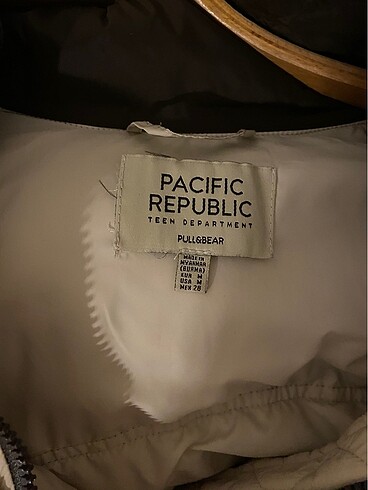 PACIFIC
REPUBLIC
TEEN DEPARTMENT
PULL&BEAR
MADE IN
MYANMAR
(BURMA)
EUR M
USA M
MEX 28